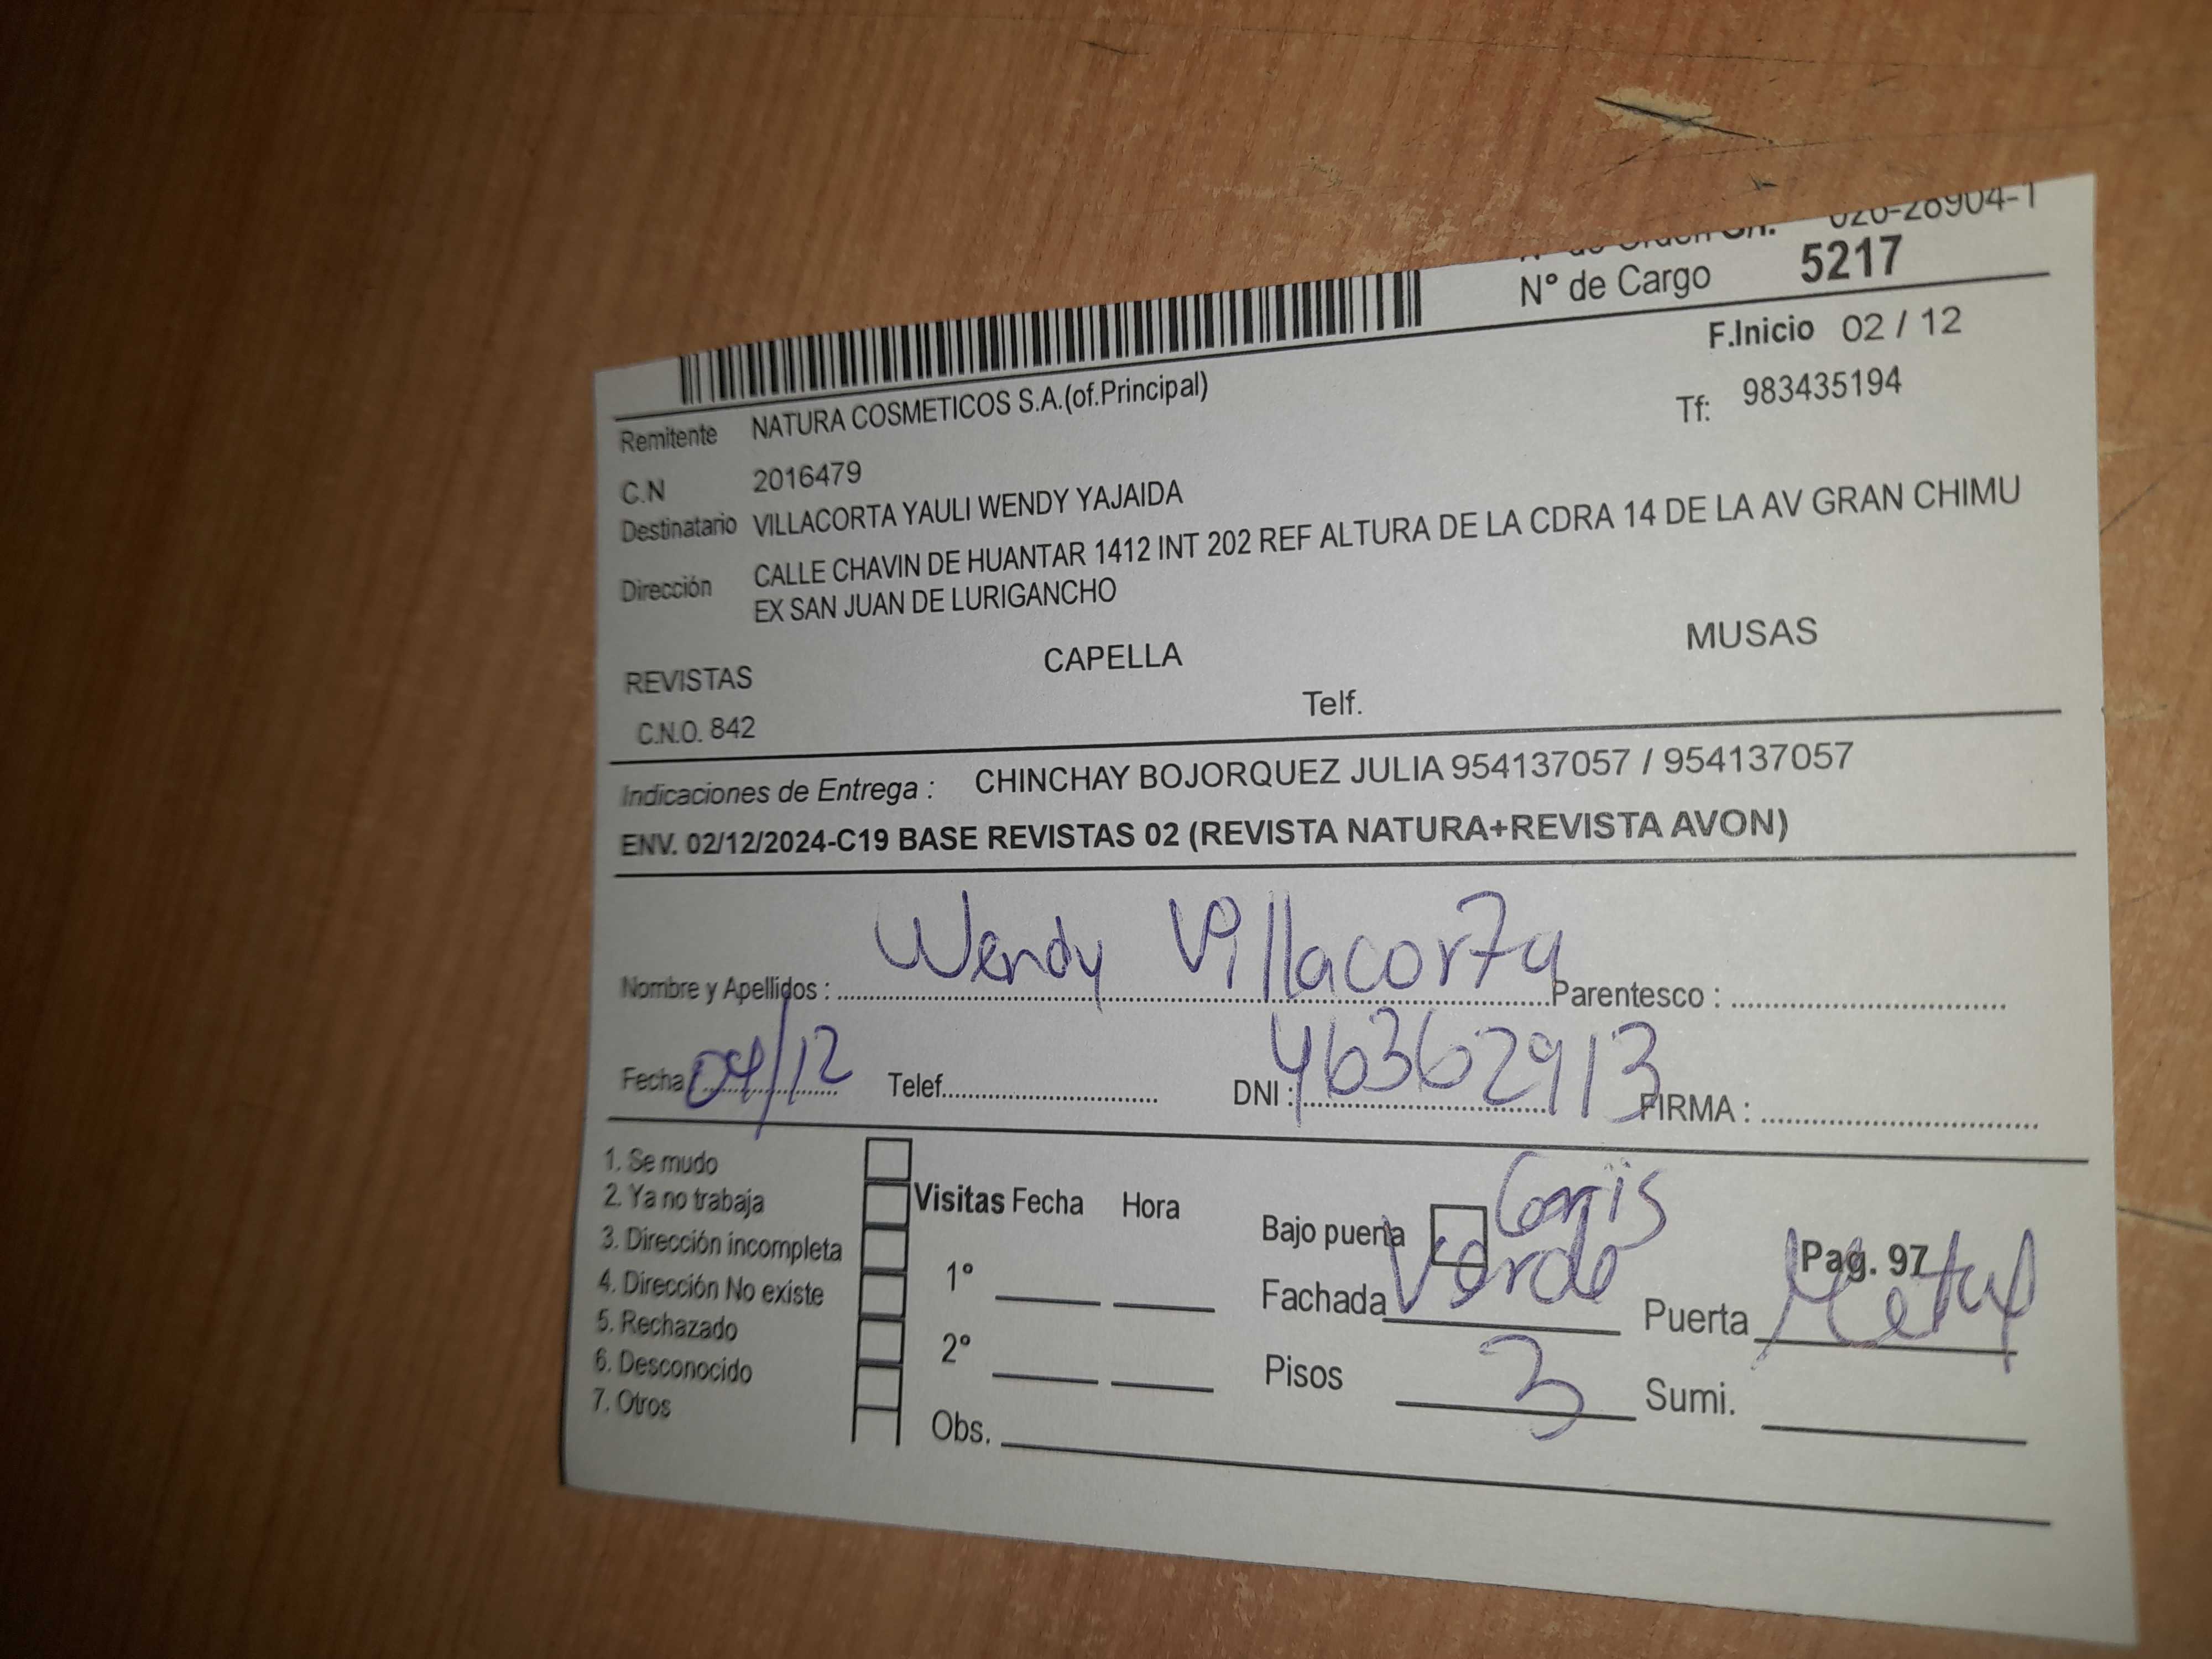 N° de Orden S/I. 026-28904-1
N° de Cargo 5217
F.Inicio 02 / 12
Remitente NATURA COSMETICOS S.A.(of.Principal) Tf: 983435194
C.N 2016479
Destinatario VILLACORTA YAULI WENDY YAJAIDA
Dirección CALLE CHAVIN DE HUANTAR 1412 INT 202 REF ALTURA DE LA CDRA 14 DE LA AV GRAN CHIMU
EX SAN JUAN DE LURIGANCHO
REVISTAS CAPELLA MUSAS
C.N.O. 842 Telf.
Indicaciones de Entrega : CHINCHAY BOJORQUEZ JULIA 954137057 / 954137057
ENV. 02/12/2024-C19 BASE REVISTAS 02 (REVISTA NATURA+REVISTA AVON)
Nombre y Apellidos : Wendy Villacorta Parentesco :
Fecha 04/12 Telef. DNI : 46362913 FIRMA :
1. Se mudo
2. Ya no trabaja
3. Dirección incompleta
4. Dirección No existe
5. Rechazado
6. Desconocido
7. Otros
Visitas Fecha Hora
1°
2°
Obs.
Bajo puerta Gris Pag. 97
Fachada Verde Puerta Metal
Pisos 3 Sumi.